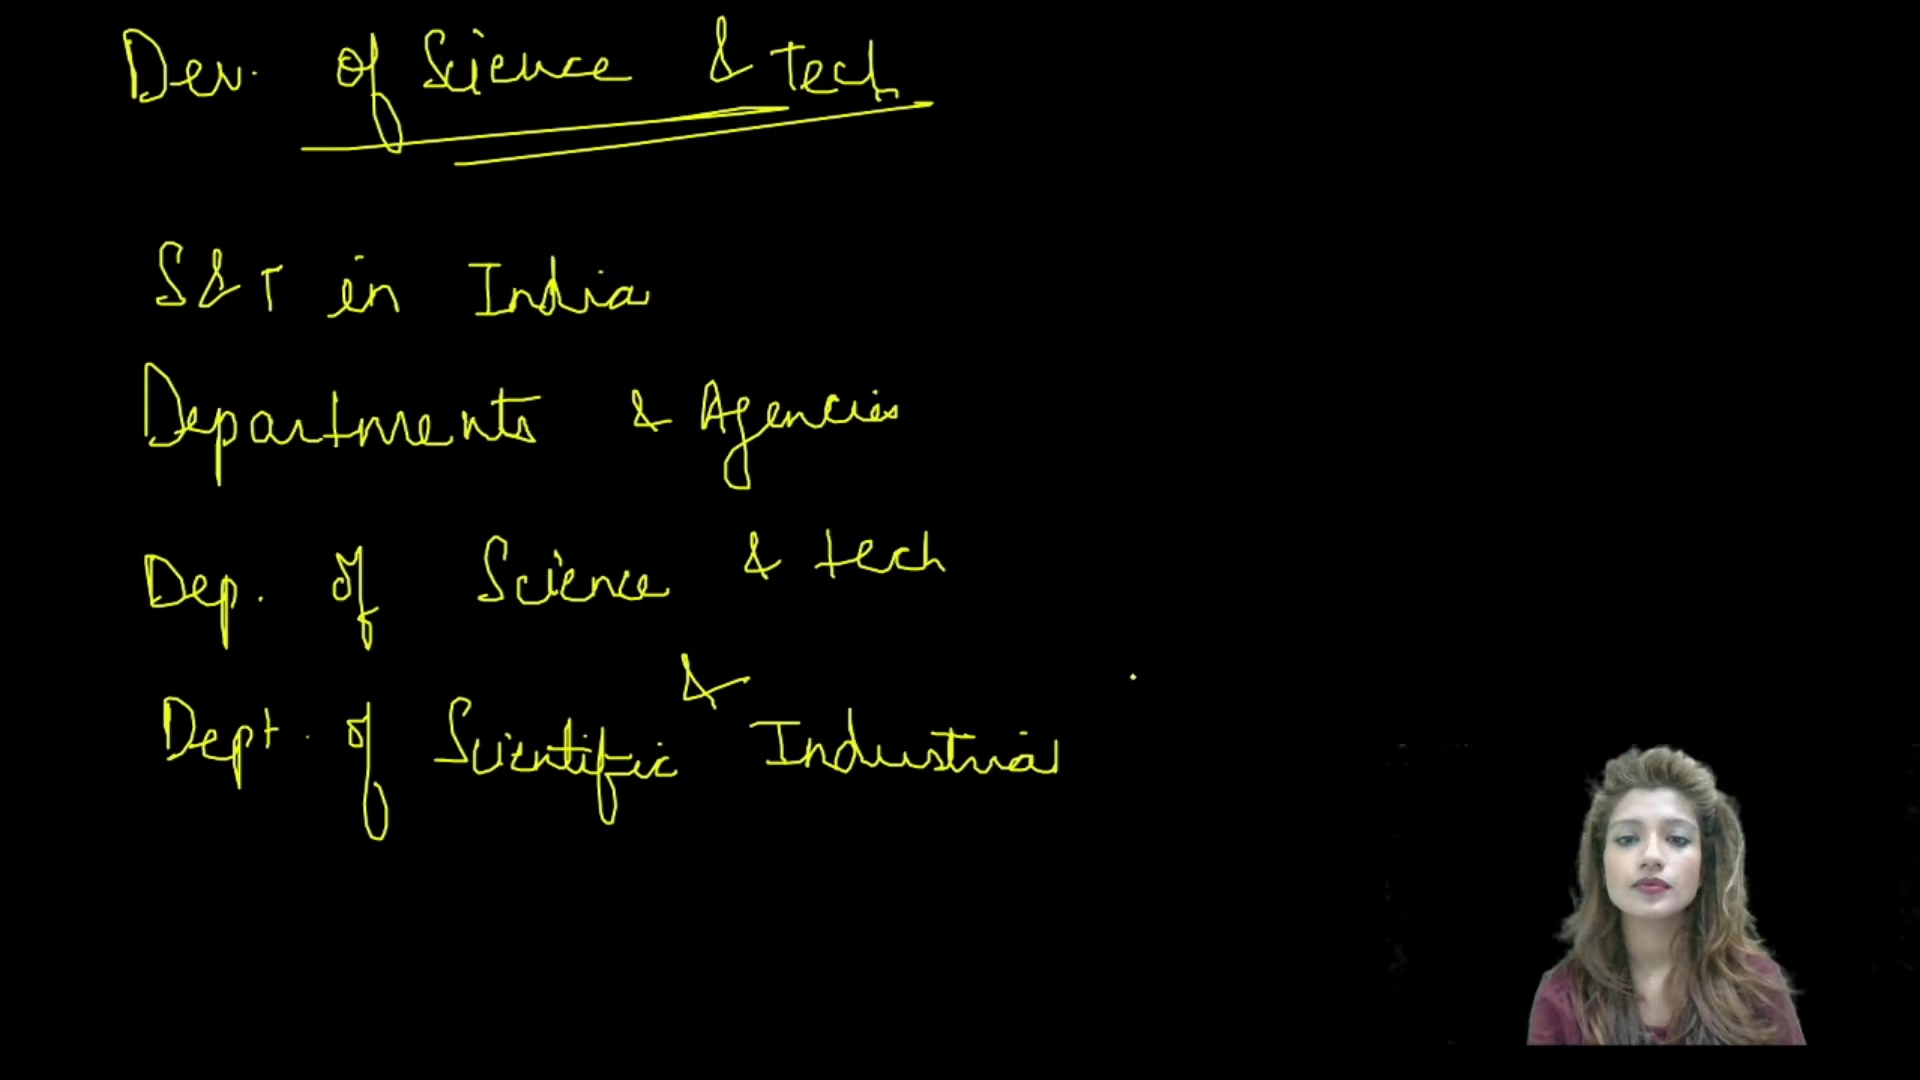 Dev. of Science & Tech
S&T in India
Departments & Agencies
Dep. of Science & tech
Dept. of Scientific & Industrial